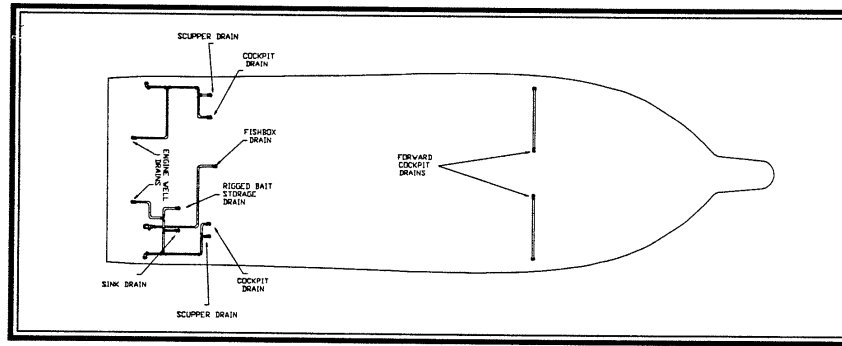 SCUPPER DRAIN
COCKPIT
DRAIN
FISHBOX
DRAIN
ENGINE WELL
DRAINS
RIGGED BAIT
STORAGE
DRAIN
FORWARD
COCKPIT
DRAINS
SINK DRAIN
COCKPIT
DRAIN
SCUPPER DRAIN